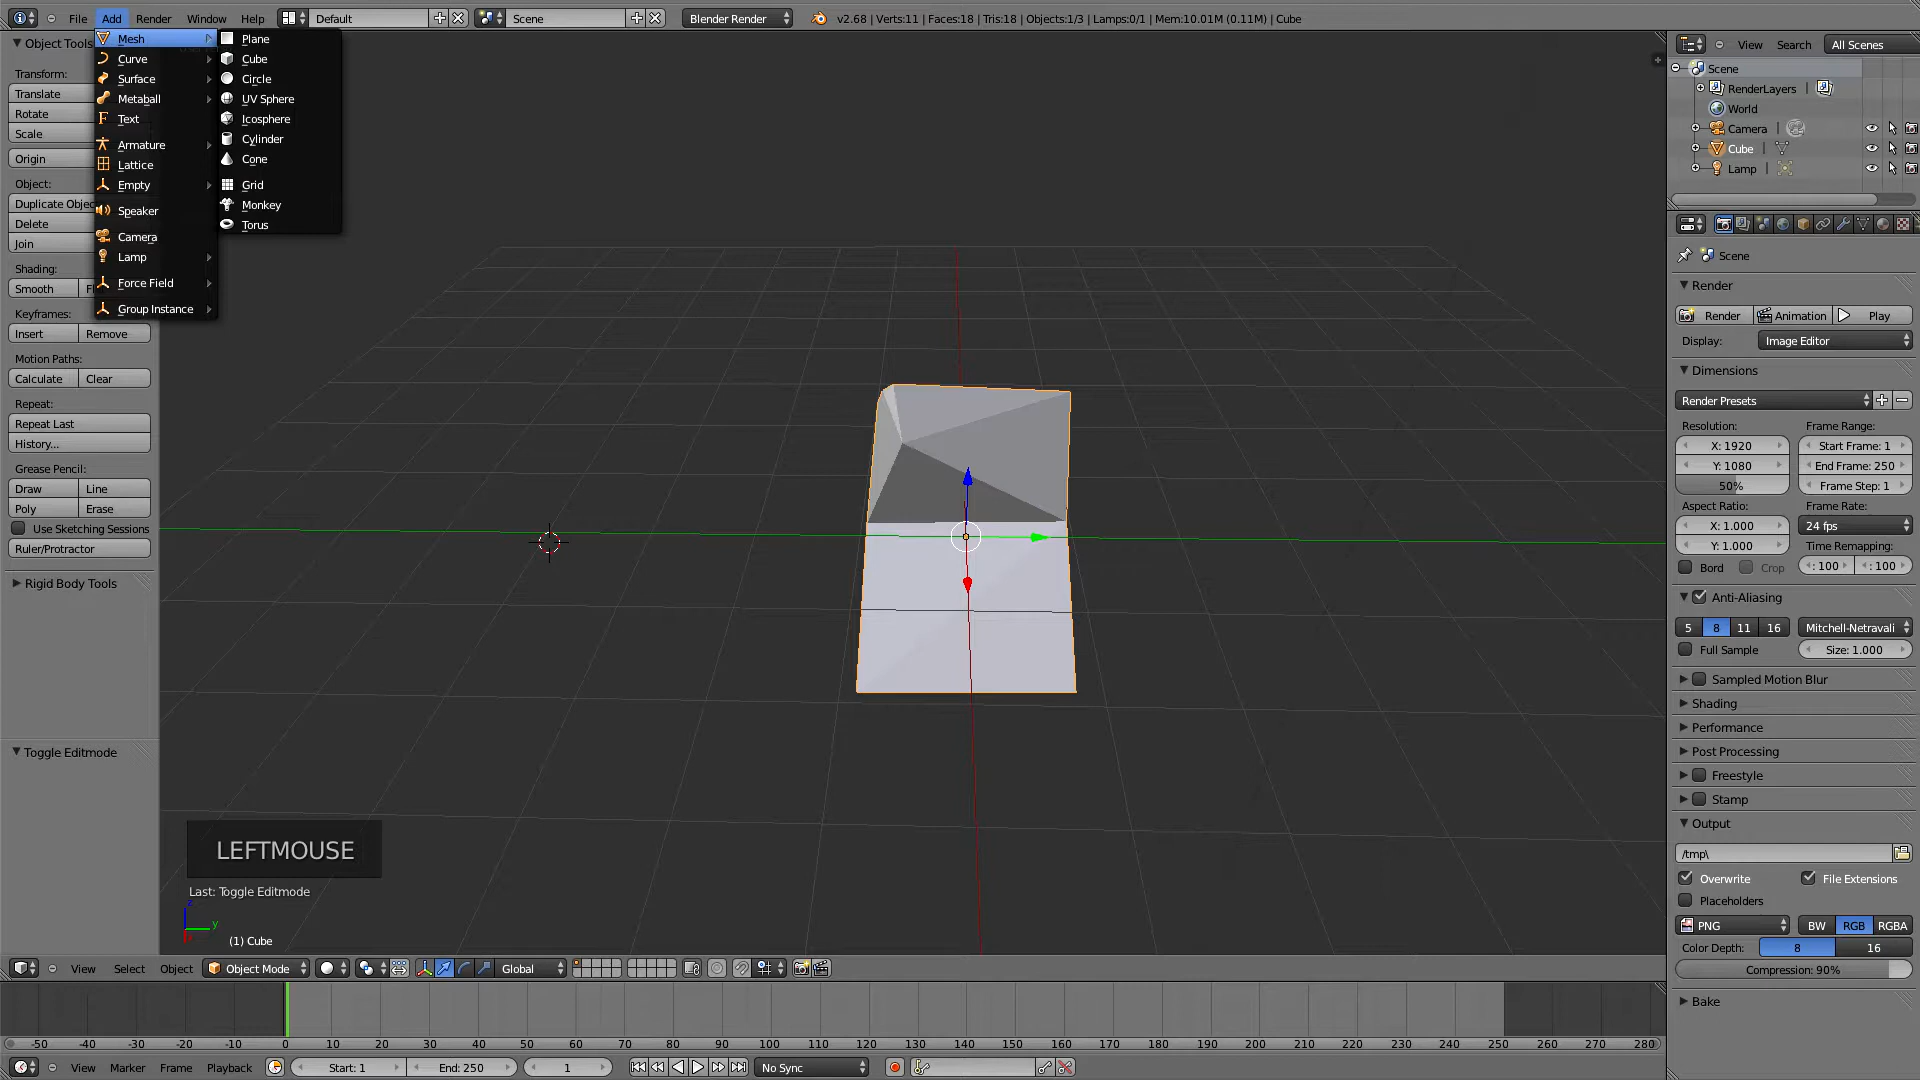 File Add Render Window Help Default Scene Blender Render v2.68 | Verts:11 | Faces:18 | Tris:18 | Objects:1/3 | Lamps:0/1 | Mem:10.01M (0.11M) | Cube
Object Tools
Transform:
Translate
Rotate
Scale
Origin
Object:
Duplicate Objec
Delete
Join
Shading:
Smooth
Keyframes:
Insert Remove
Motion Paths:
Calculate Clear
Repeat:
Repeat Last
History...
Grease Pencil:
Draw Line
Poly Erase
Use Sketching Sessions
Ruler/Protractor
Rigid Body Tools
Toggle Editmode
Mesh
Curve
Surface
Metaball
Text
Armature
Lattice
Empty
Speaker
Camera
Lamp
Force Field
Group Instance
Plane
Cube
Circle
UV Sphere
Icosphere
Cylinder
Cone
Grid
Monkey
Torus
LEFTMOUSE
Last: Toggle Editmode
z
y
(1) Cube
View Select Object Object Mode Global
-50 -40 -30 -20 -10 0 10 20 30 40 50 60 70 80 90 100 110 120 130 140 150 160 170 180 190 200 210 220 230 240 250 260 270 280
View Marker Frame Playback Start: 1 End: 250 1 No Sync
View Search All Scenes
Scene
RenderLayers |
World
Camera |
Cube |
Lamp |
Scene
Render
Render Animation Play
Display: Image Editor
Dimensions
Render Presets
Resolution: Frame Range:
X: 1920 Start Frame: 1
Y: 1080 End Frame: 250
50% Frame Step: 1
Aspect Ratio: Frame Rate:
X: 1.000 24 fps
Y: 1.000 Time Remapping:
Bord Crop : 100 : 100
Anti-Aliasing
5 8 11 16 Mitchell-Netravali
Full Sample Size: 1.000
Sampled Motion Blur
Shading
Performance
Post Processing
Freestyle
Stamp
Output
/tmp\
Overwrite File Extensions
Placeholders
PNG BW RGB RGBA
Color Depth: 8 16
Compression: 90%
Bake